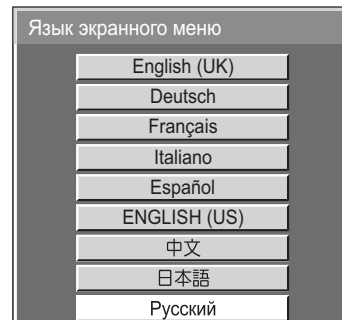 Язык экранного меню
English (UK)
Deutsch
Français
Italiano
Español
ENGLISH (US)
中文
日本語
Русский